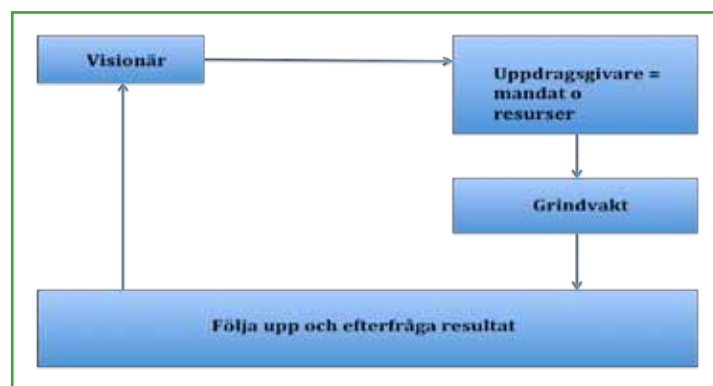 Visionär
Uppdragsgivare =
mandat o
resurser
Grindvakt
Följa upp och efterfråga resultat